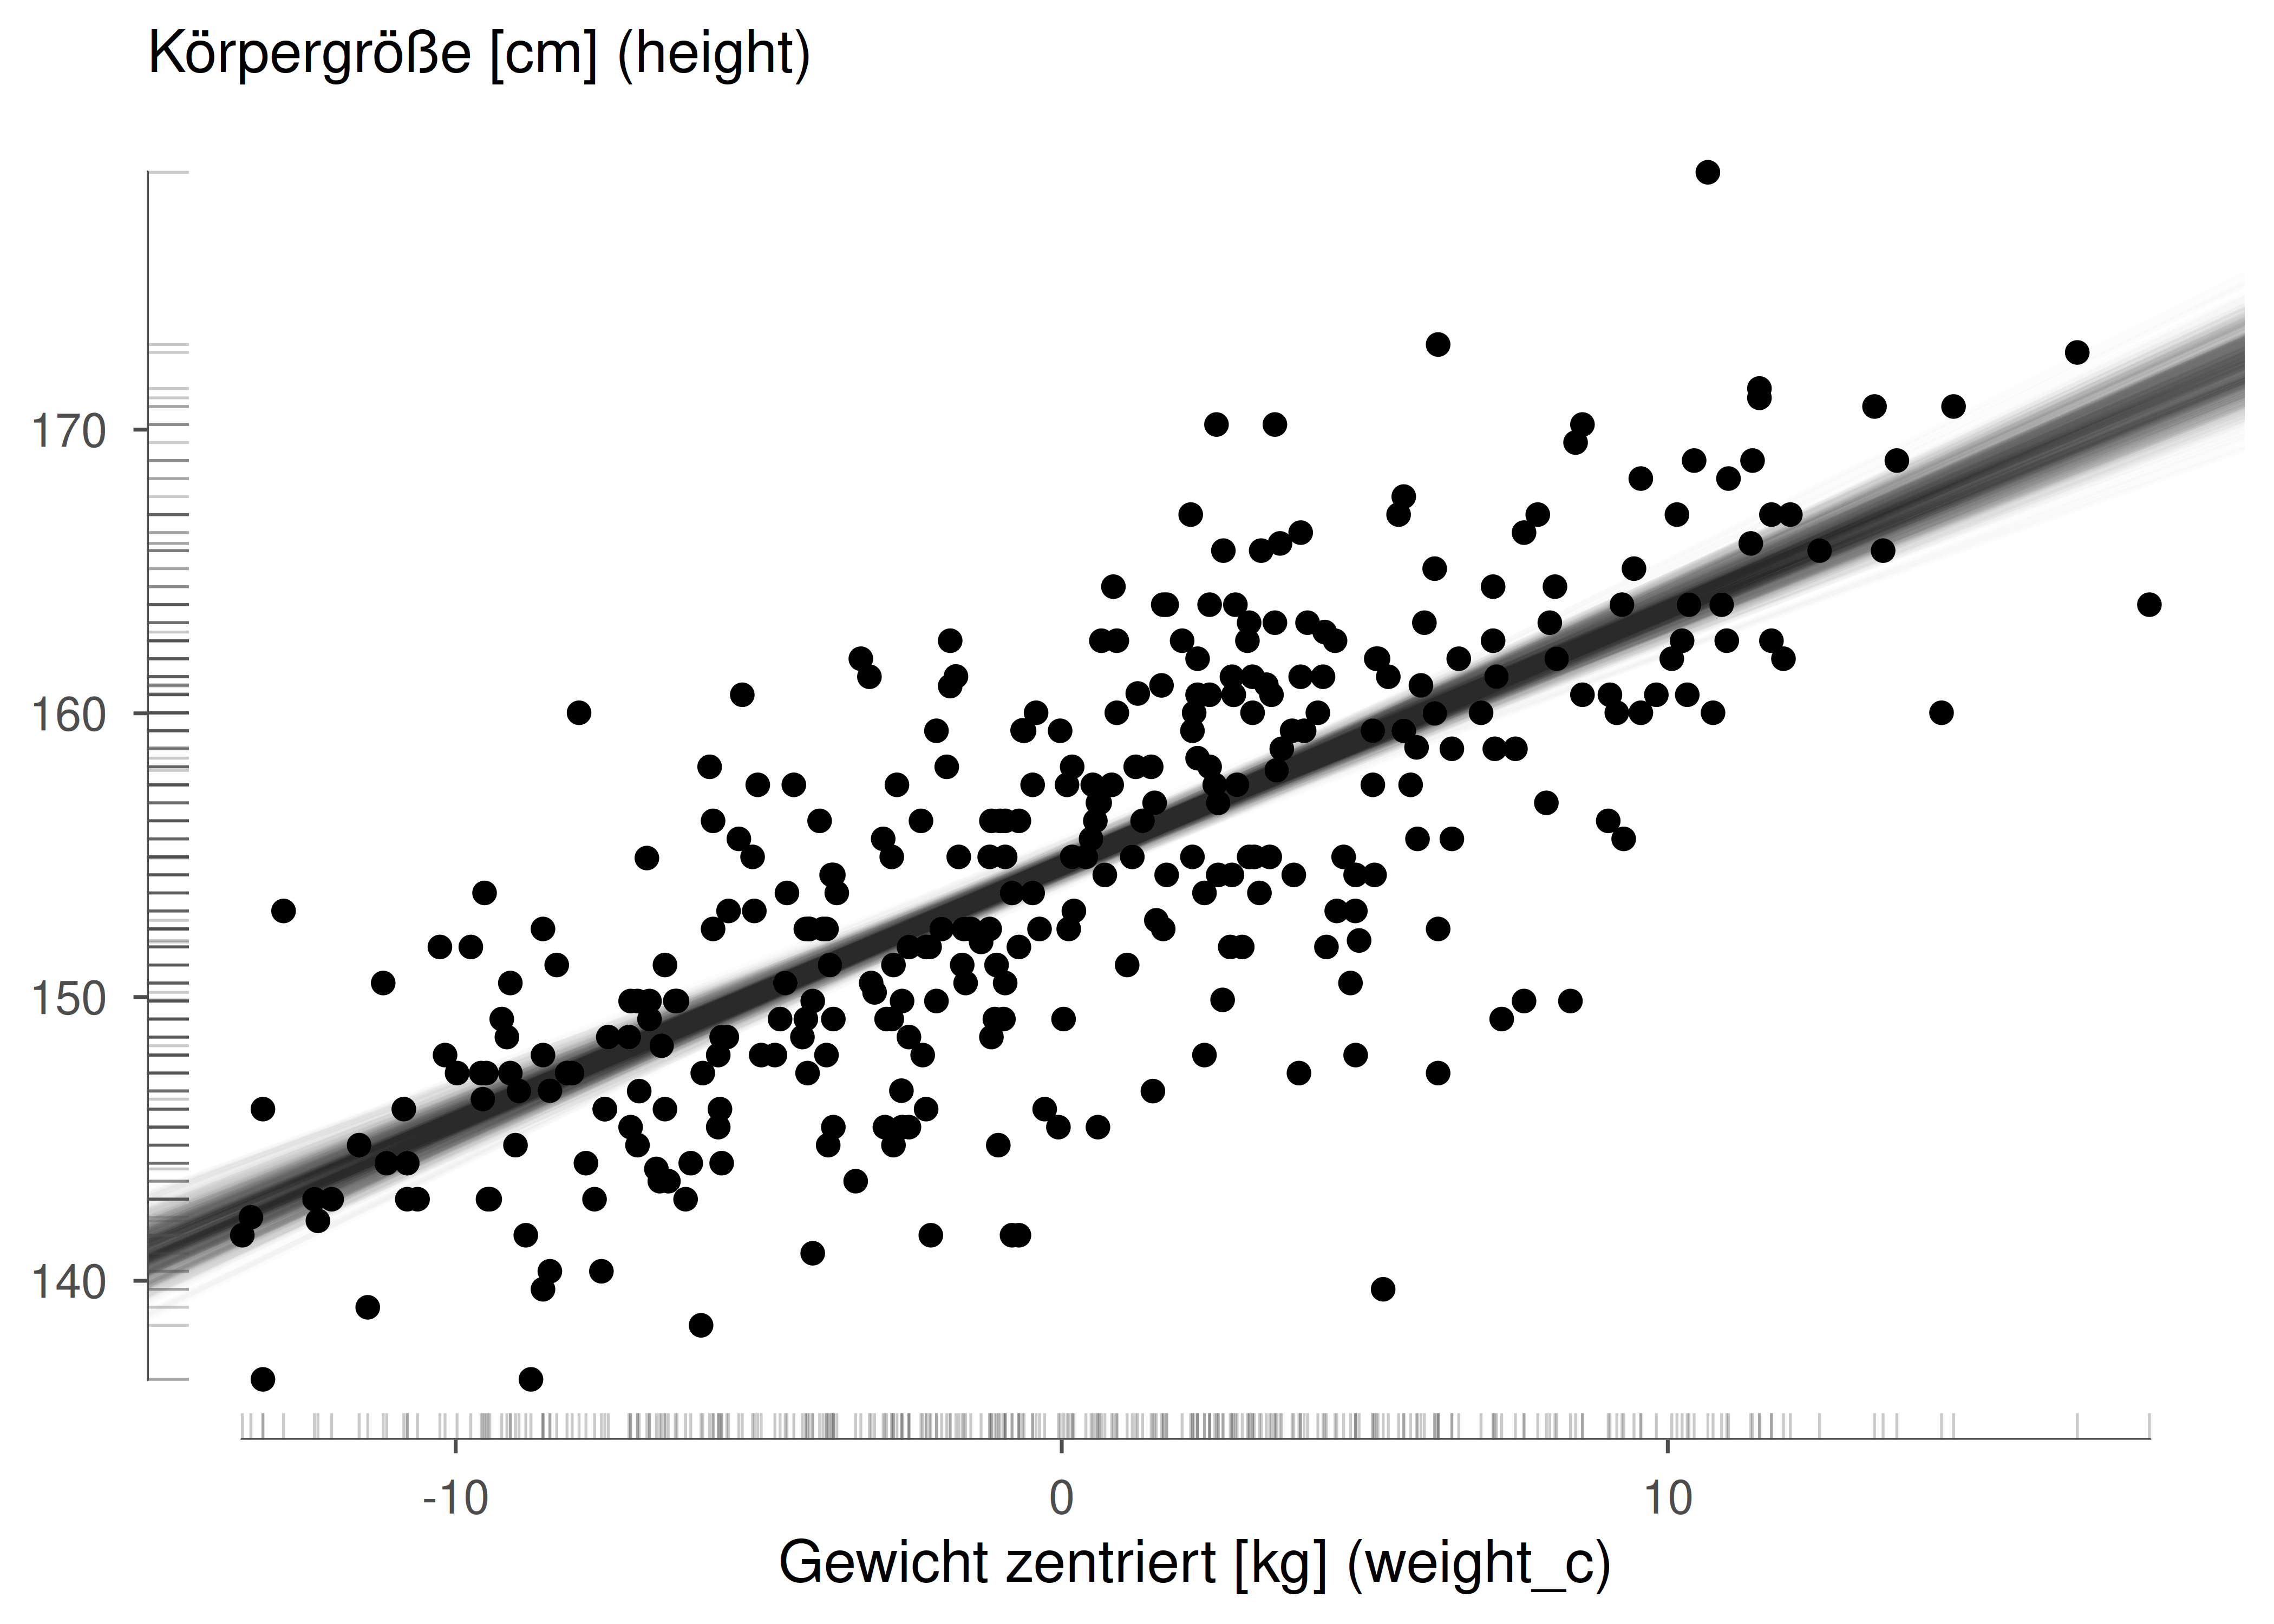 Körpergröße [cm] (height)
170
160
150
140
-10 0 10
Gewicht zentriert [kg] (weight_c)